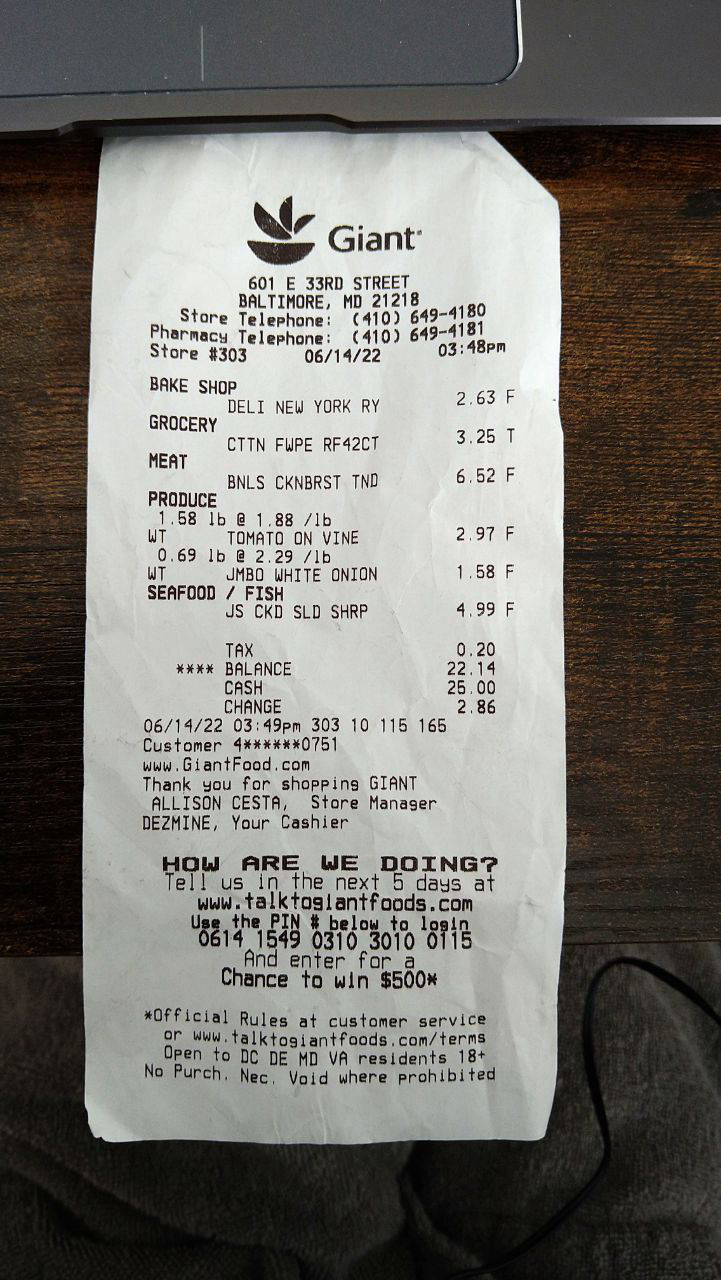 Giant
601 E 33RD STREET
BALTIMORE, MD 21218
Store Telephone: (410) 649-4180
Pharmacy Telephone: (410) 649-4181
Store #303 06/14/22 03:48pm
BAKE SHOP
DELI NEW YORK RY 2.63 F
GROCERY
CTTN FWPE RF42CT 3.25 T
MEAT
BNLS CKNBRST TND 6.52 F
PRODUCE
1.58 lb @ 1.88 /lb
WT TOMATO ON VINE 2.97 F
0.69 lb @ 2.29 /lb
WT JMBO WHITE ONION 1.58 F
SEAFOOD / FISH
JS CKD SLD SHRP 4.99 F
TAX 0.20
**** BALANCE 22.14
CASH 25.00
CHANGE 2.86
06/14/22 03:49pm 303 10 115 165
Customer 4******0751
www.GiantFood.com
Thank you for shopping GIANT
ALLISON CESTA, Store Manager
DEZMINE, Your Cashier
HOW ARE WE DOING?
Tell us in the next 5 days at
www.talktogiantfoods.com
Use the PIN # below to login
0614 1549 0310 3010 0115
And enter for a
Chance to win $500*
*Official Rules at customer service
or www.talktogiantfoods.com/terms
Open to DC DE MD VA residents 18+
No Purch. Nec. Void where prohibited